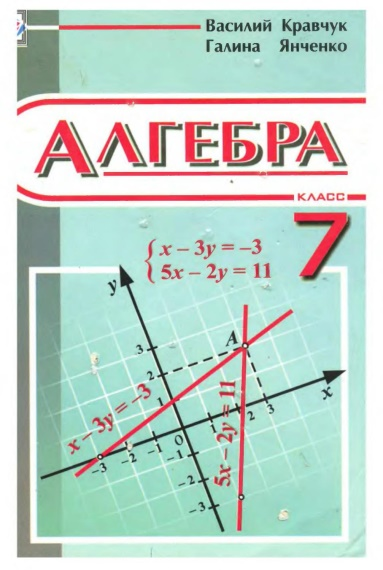 Василий Кравчук
Галина Янченко
АЛГЕБРА
КЛАСС
7
x – 3y = –3
5x – 2y = 11
y
A
x
3
2
1
0
2
3
–3
–2
–1
–1
–2
–3
x – 3y = –3
5x – 2y = 11